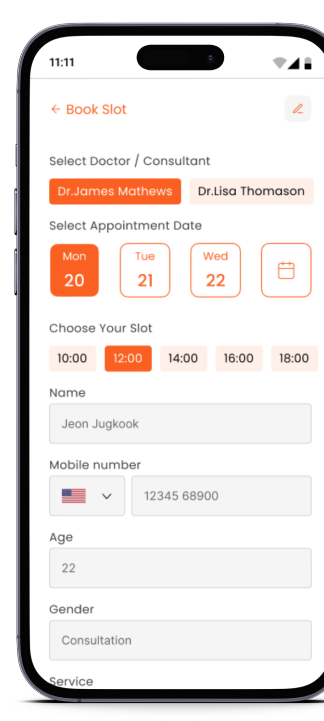 11:11
← Book Slot
Select Doctor / Consultant
Dr.James Mathews Dr.Lisa Thomason
Select Appointment Date
Mon Tue Wed
20 21 22
Choose Your Slot
10:00 12:00 14:00 16:00 18:00
Name
Jeon Jugkook
Mobile number
12345 68900
Age
22
Gender
Consultation
Service